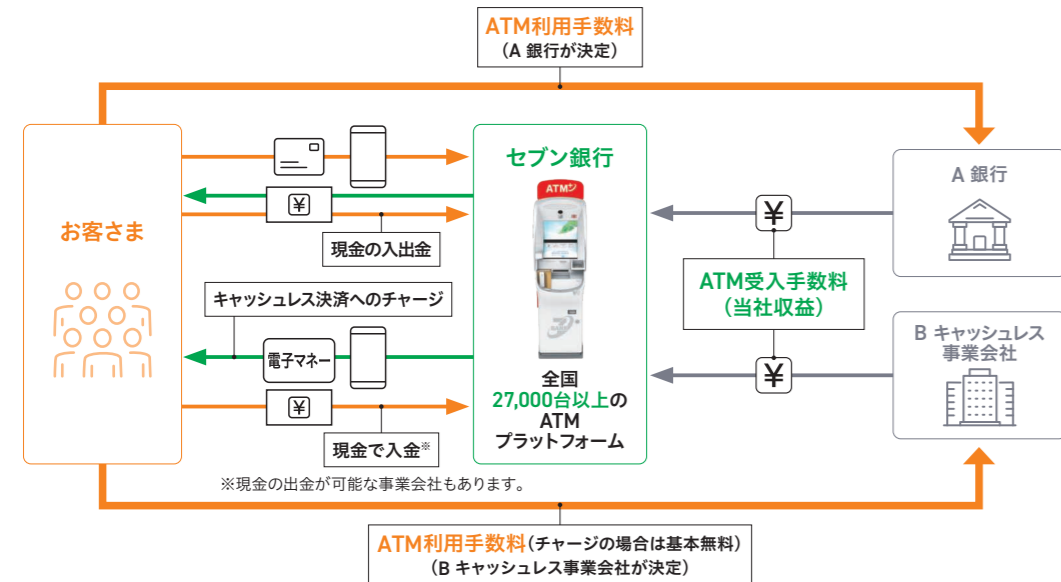 ATM利用手数料
（A 銀行が決定）
お客さま
セブン銀行
ATM
¥
現金の入出金
キャッシュレス決済へのチャージ
電子マネー
¥
現金で入金※
全国
27,000台以上の
ATM
プラットフォーム
¥
ATM受入手数料
（当社収益）
¥
A 銀行
B キャッシュレス
事業会社
※現金の出金が可能な事業会社もあります。
ATM利用手数料（チャージの場合は基本無料）
（B キャッシュレス事業会社が決定）